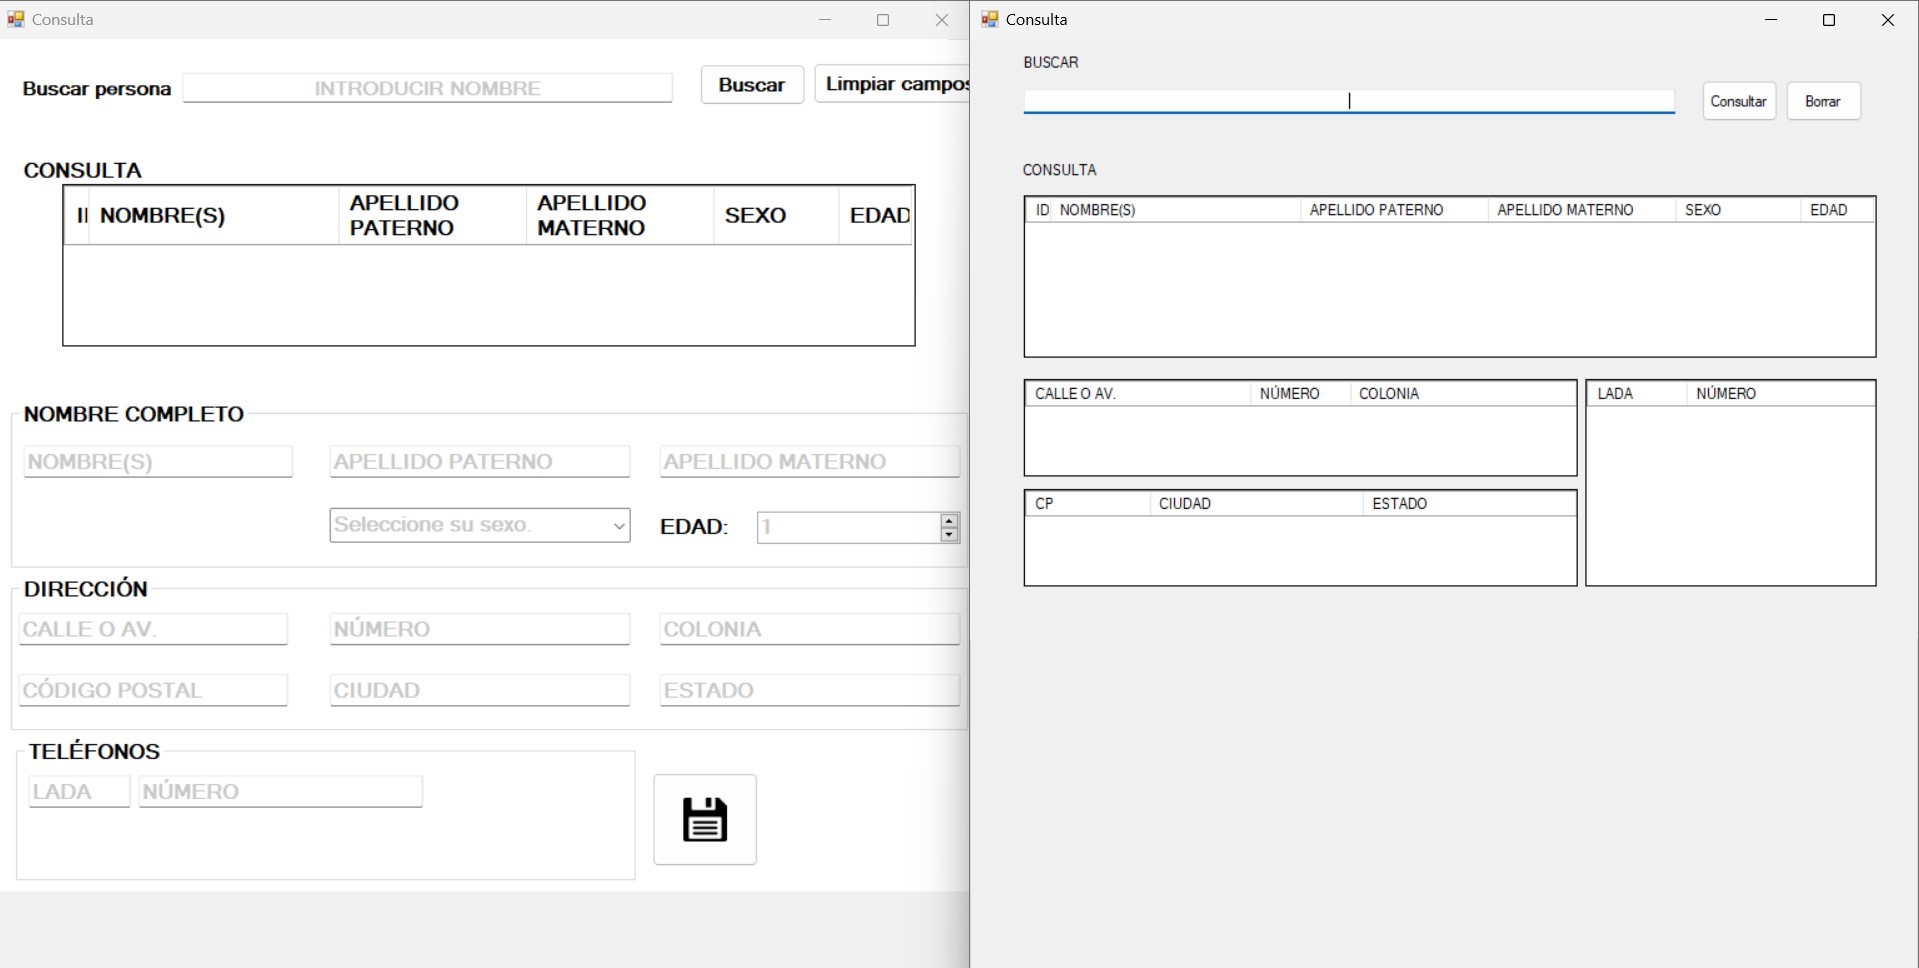 Consulta
Buscar persona
INTRODUCIR NOMBRE
Buscar
Limpiar campos
CONSULTA
NOMBRE(S)
APELLIDO PATERNO
APELLIDO MATERNO
SEXO
EDAD
NOMBRE COMPLETO
NOMBRE(S)
APELLIDO PATERNO
APELLIDO MATERNO
Seleccione su sexo.
EDAD:
1
DIRECCIÓN
CALLE O AV.
NÚMERO
COLONIA
CÓDIGO POSTAL
CIUDAD
ESTADO
TELÉFONOS
LADA
NÚMERO
Consulta
BUSCAR
Consultar
Borrar
CONSULTA
ID
NOMBRE(S)
APELLIDO PATERNO
APELLIDO MATERNO
SEXO
EDAD
CALLE O AV.
NÚMERO
COLONIA
LADA
NÚMERO
CP
CIUDAD
ESTADO